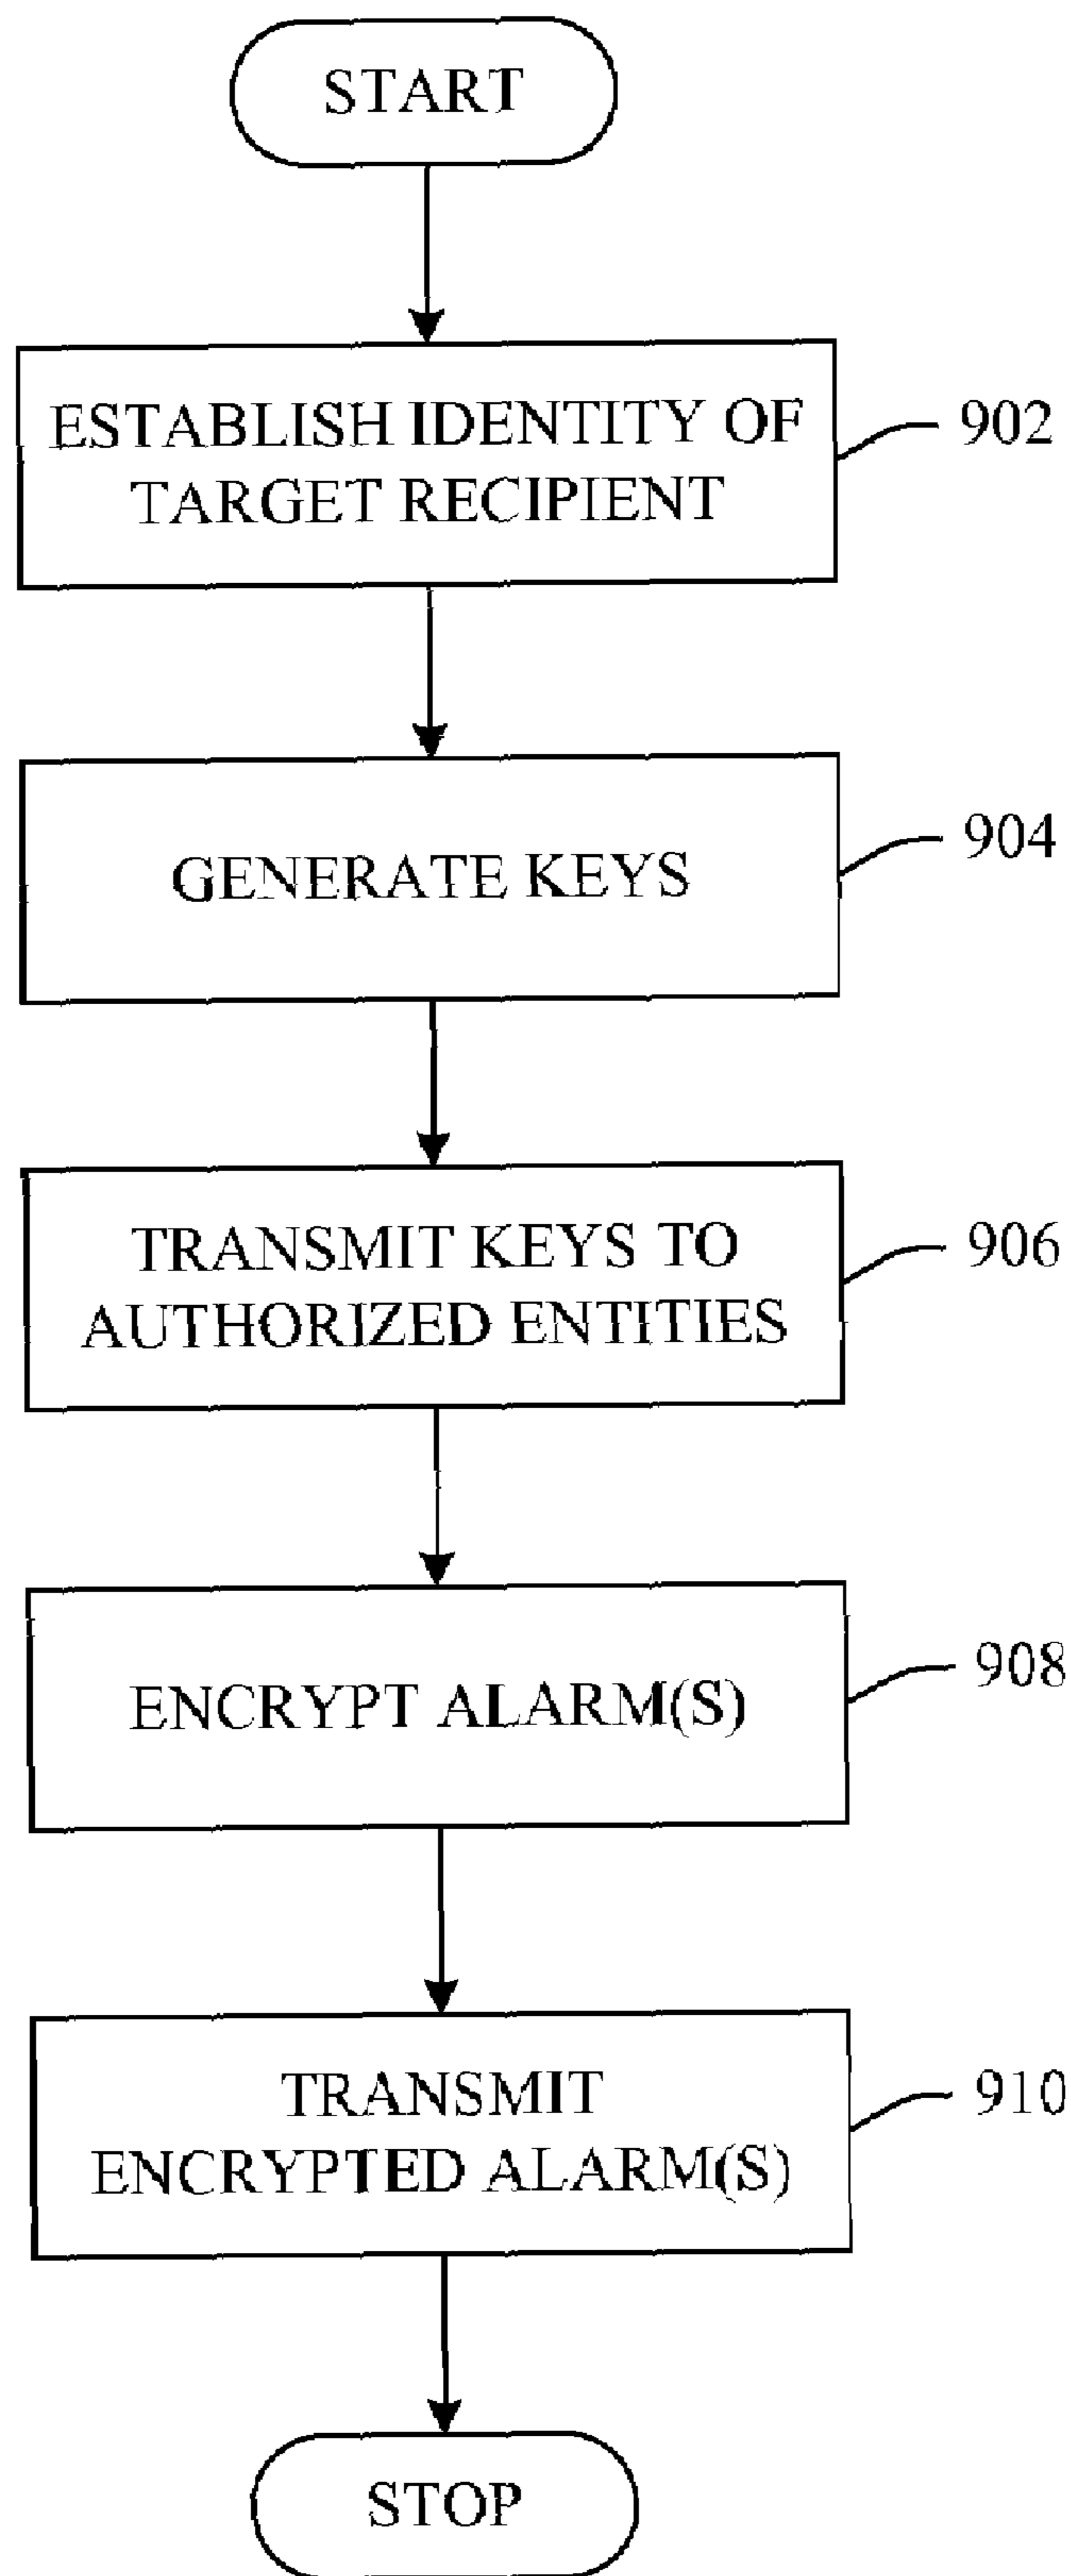 START
ESTABLISH IDENTITY OF
TARGET RECIPIENT
902
GENERATE KEYS
904
TRANSMIT KEYS TO
AUTHORIZED ENTITIES
906
ENCRYPT ALARM(S)
908
TRANSMIT
ENCRYPTED ALARM(S)
910
STOP